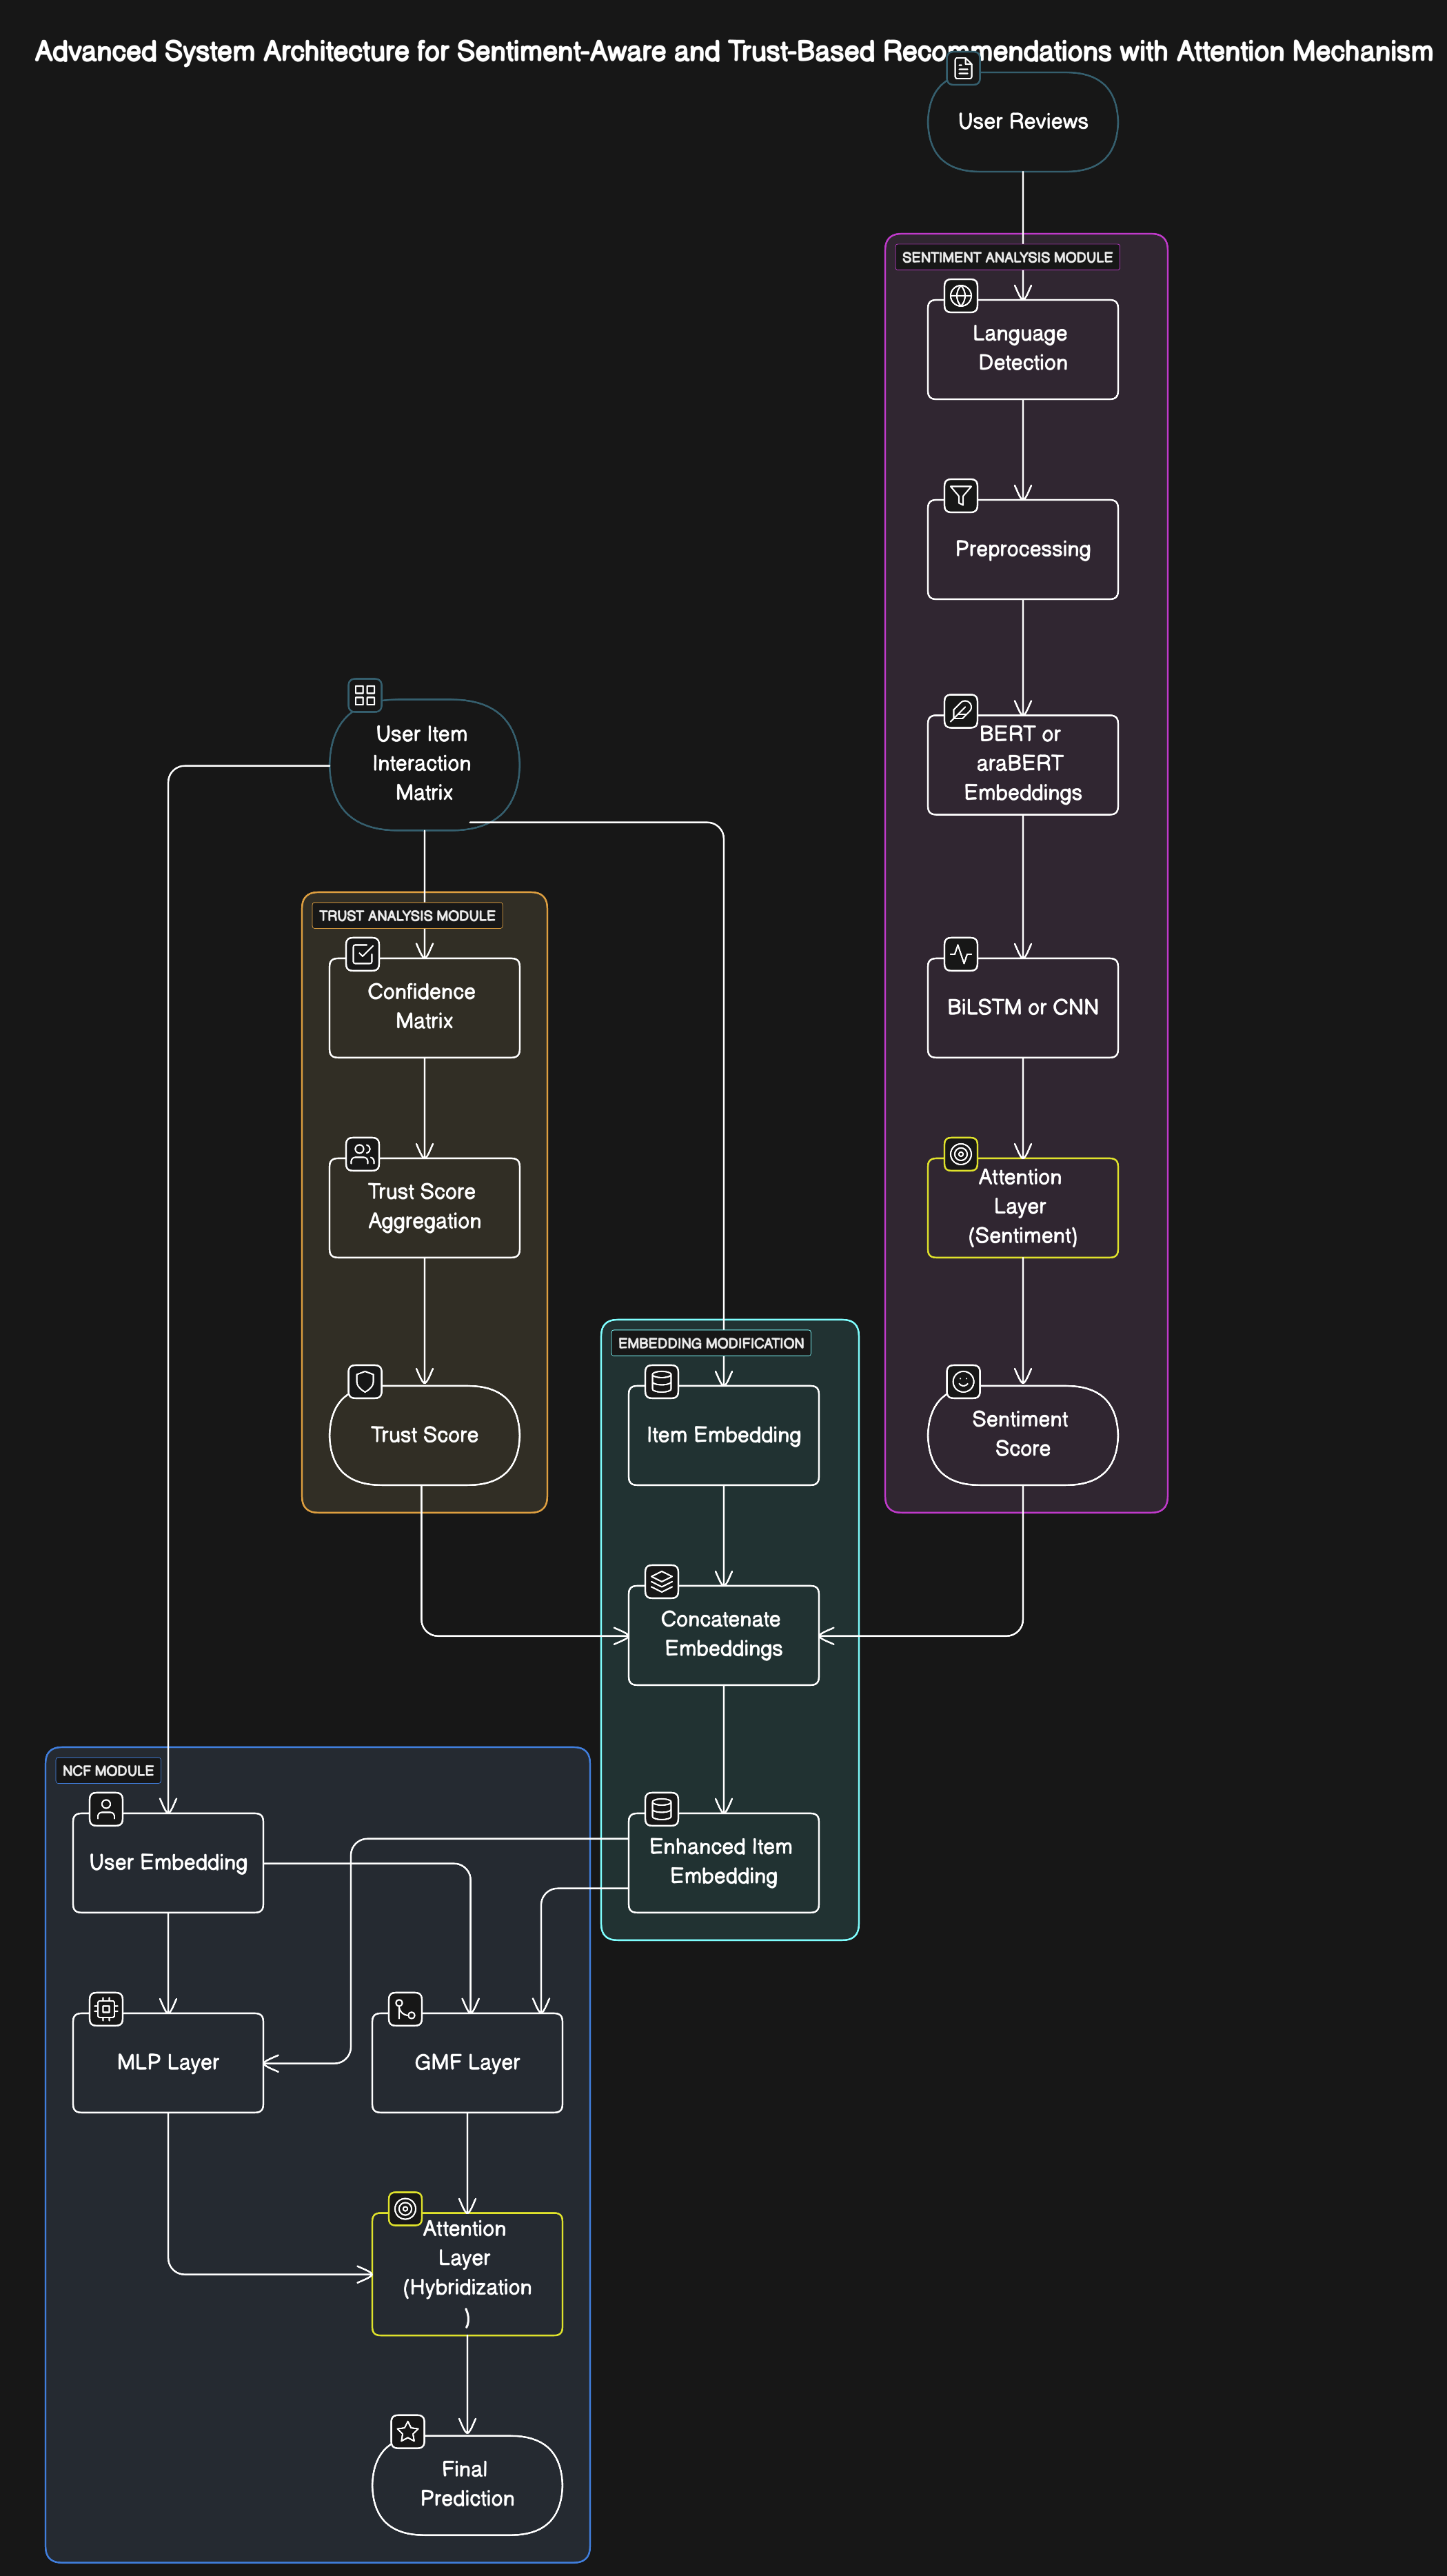 Advanced System Architecture for Sentiment-Aware and Trust-Based Recommendations with Attention Mechanism
User Reviews
SENTIMENT ANALYSIS MODULE
Language
Detection
Preprocessing
BERT or
araBERT
Embeddings
BiLSTM or CNN
Attention
Layer
(Sentiment)
Sentiment
Score
User Item
Interaction
Matrix
TRUST ANALYSIS MODULE
Confidence
Matrix
Trust Score
Aggregation
Trust Score
EMBEDDING MODIFICATION
Item Embedding
Concatenate
Embeddings
Enhanced Item
Embedding
NCF MODULE
User Embedding
MLP Layer
GMF Layer
Attention
Layer
(Hybridization
)
Final
Prediction